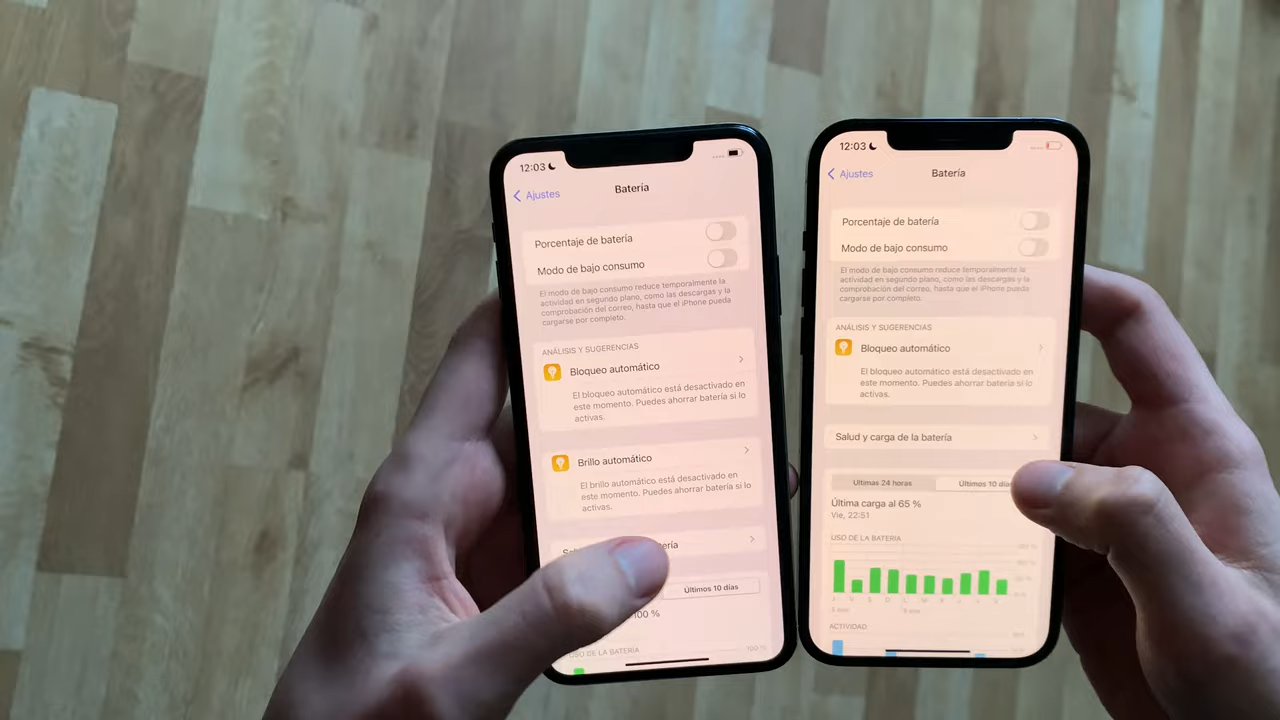 12:03
Ajustes
Batería
Porcentaje de batería
Modo de bajo consumo
El modo de bajo consumo reduce temporalmente la
actividad en segundo plano, como las descargas y la
comprobación del correo, hasta que el iPhone pueda
cargarse por completo.
ANÁLISIS Y SUGERENCIAS
Bloqueo automático
El bloqueo automático está desactivado en
este momento. Puedes ahorrar batería si lo
activas.
Brillo automático
El brillo automático está desactivado en
este momento. Puedes ahorrar batería si lo
activas.
Últimos 10 días
100 %
USO DE LA BATERÍA
100 %
12:03
Ajustes
Batería
Porcentaje de batería
Modo de bajo consumo
El modo de bajo consumo reduce temporalmente la
actividad en segundo plano, como las descargas y la
comprobación del correo, hasta que el iPhone pueda
cargarse por completo.
ANÁLISIS Y SUGERENCIAS
Bloqueo automático
El bloqueo automático está desactivado en
este momento. Puedes ahorrar batería si lo
activas.
Salud y carga de la batería
Últimas 24 horas
Últimos 10 días
Última carga al 65 %
Vie, 22:51
USO DE LA BATERÍA
ACTIVIDAD